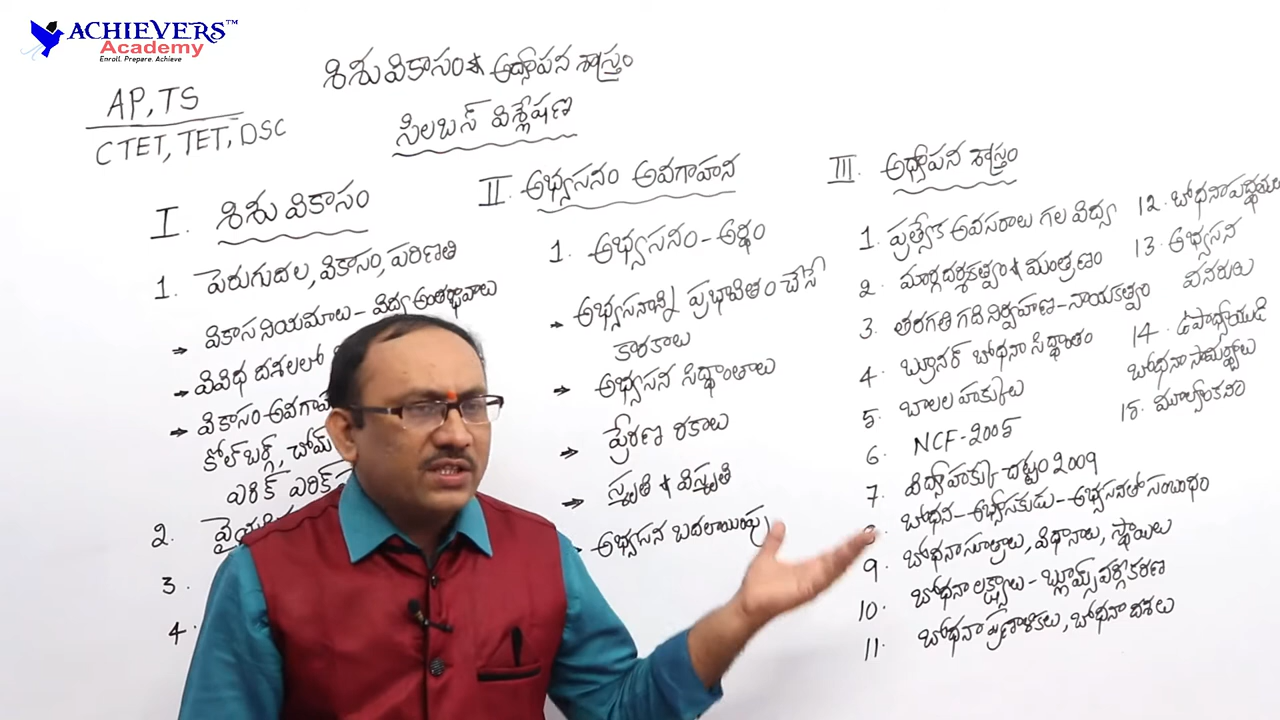 ACHIEVERS™
Academy
Enroll. Prepare. Achieve
శిశు వికాసం & అధ్యాపన శాస్త్రం
సిలబస్ విశ్లేషణ
AP, TS
CTET, TET, DSC
I. శిశు వికాసం
1. పెరుగుదల, వికాసం, పరిణతి
→ వికాస నియమాలు - విద్యా అంతర్భావాలు
→ వివిధ దశలలో
→ వికాసం అవగాహ
కోల్‌బర్గ్, చోమ్
ఎరిక్ ఎరిక్
2. వైయ
3.
4.
II. అభ్యసనం అవగాహన
1. అభ్యసనం - అర్థం
→ అభ్యసనాన్ని ప్రభావితం చేసే
కారకాలు
→ అభ్యసన సిద్ధాంతాలు
→ ప్రేరణ రకాలు
→ స్మృతి & విస్మృతి
→ అభ్యసన బదలాయింపు
III. అధ్యాపన శాస్త్రం
1. ప్రత్యేక అవసరాలు గల విద్య
2. మార్గదర్శకత్వం & మంత్రణం
3. తరగతి గది నిర్వహణ - నాయకత్వం
4. బ్రూనర్ బోధనా సిద్ధాంతం
5. బాలల హక్కులు
6. NCF-2005
7. విద్యాహక్కు చట్టం 2009
8. బోధన - అభ్యాసకుడు - అభ్యసనతో సంబంధం
9. బోధనా సూత్రాలు, విధానాలు, స్థాయిలు
10. బోధనా లక్ష్యాలు - బ్లూమ్స్ వర్గీకరణ
11. బోధనా ప్రణాళికలు, బోధనా దశలు
12. బోధనా పద్ధతులు
13. అభ్యసన
వనరులు
14. ఉపాధ్యాయుడి
బోధనా సామర్థ్యాలు
15. మూల్యాంకనం